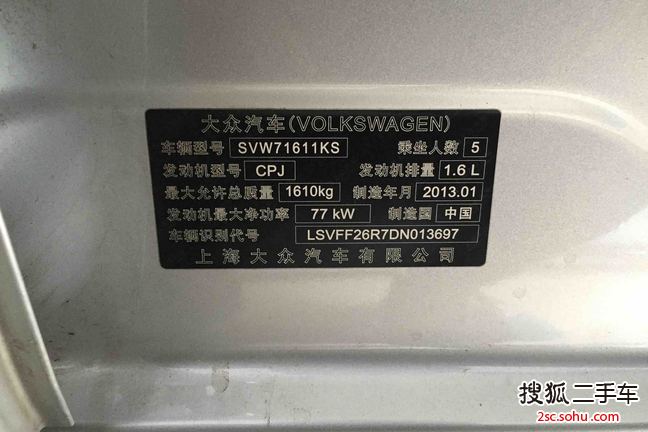 大众汽车(VOLKSWAGEN)
车辆型号 SVW71611KS 乘坐人数 5
发动机型号 CPJ 发动机排量 1.6 L
最大允许总质量 1610kg 制造年月 2013.01
发动机最大净功率 77 kW 制造国 中国
车辆识别代号 LSVFF26R7DN013697
上海大众汽车有限公司
搜狐二手车
2sc.sohu.com